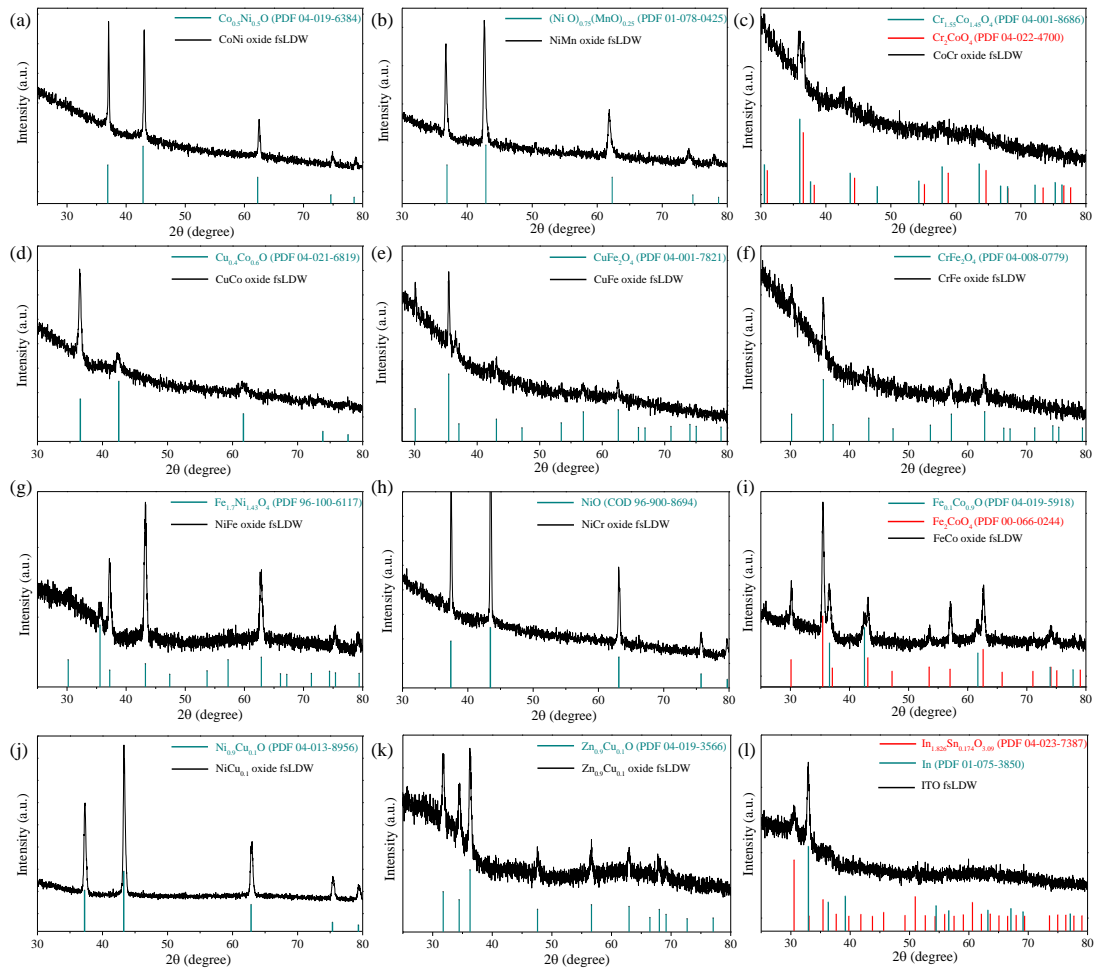 (a)
Co0.5Ni0.5O (PDF 04-019-6384)
CoNi oxide fsLDW
Intensity (a.u.)
30 40 50 60 70 80
2θ (degree)
(b)
(Ni O)0.75(MnO)0.25 (PDF 01-078-0425)
NiMn oxide fsLDW
Intensity (a.u.)
30 40 50 60 70 80
2θ (degree)
(c)
Cr1.55Co1.45O4 (PDF 04-001-8686)
Cr2CoO4 (PDF 04-022-4700)
CoCr oxide fsLDW
Intensity (a.u.)
30 40 50 60 70 80
2θ (degree)
(d)
Cu0.4Co0.6O (PDF 04-021-6819)
CuCo oxide fsLDW
Intensity (a.u.)
30 40 50 60 70 80
2θ (degree)
(e)
CuFe2O4 (PDF 04-001-7821)
CuFe oxide fsLDW
Intensity (a.u.)
30 40 50 60 70 80
2θ (degree)
(f)
CrFe2O4 (PDF 04-008-0779)
CrFe oxide fsLDW
Intensity (a.u.)
30 40 50 60 70 80
2θ (degree)
(g)
Fe1.7Ni1.43O4 (PDF 96-100-6117)
NiFe oxide fsLDW
Intensity (a.u.)
30 40 50 60 70 80
2θ (degree)
(h)
NiO (COD 96-900-8694)
NiCr oxide fsLDW
Intensity (a.u.)
30 40 50 60 70 80
2θ (degree)
(i)
Fe0.1Co0.9O (PDF 04-019-5918)
Fe2CoO4 (PDF 00-066-0244)
FeCo oxide fsLDW
Intensity (a.u.)
30 40 50 60 70 80
2θ (degree)
(j)
Ni0.9Cu0.1O (PDF 04-013-8956)
NiCu0.1 oxide fsLDW
Intensity (a.u.)
30 40 50 60 70 80
2θ (degree)
(k)
Zn0.9Cu0.1O (PDF 04-019-3566)
Zn0.9Cu0.1 oxide fsLDW
Intensity (a.u.)
30 40 50 60 70 80
2θ (degree)
(l)
In1.826Sn0.174O3.09 (PDF 04-023-7387)
In (PDF 01-075-3850)
ITO fsLDW
Intensity (a.u.)
30 40 50 60 70 80
2θ (degree)